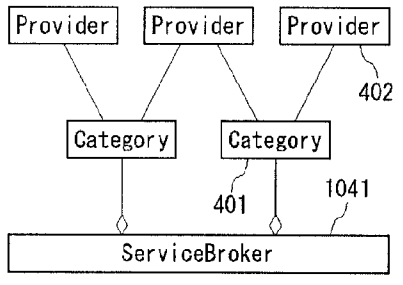 Provider Provider Provider
402
Category Category
401
1041
ServiceBroker